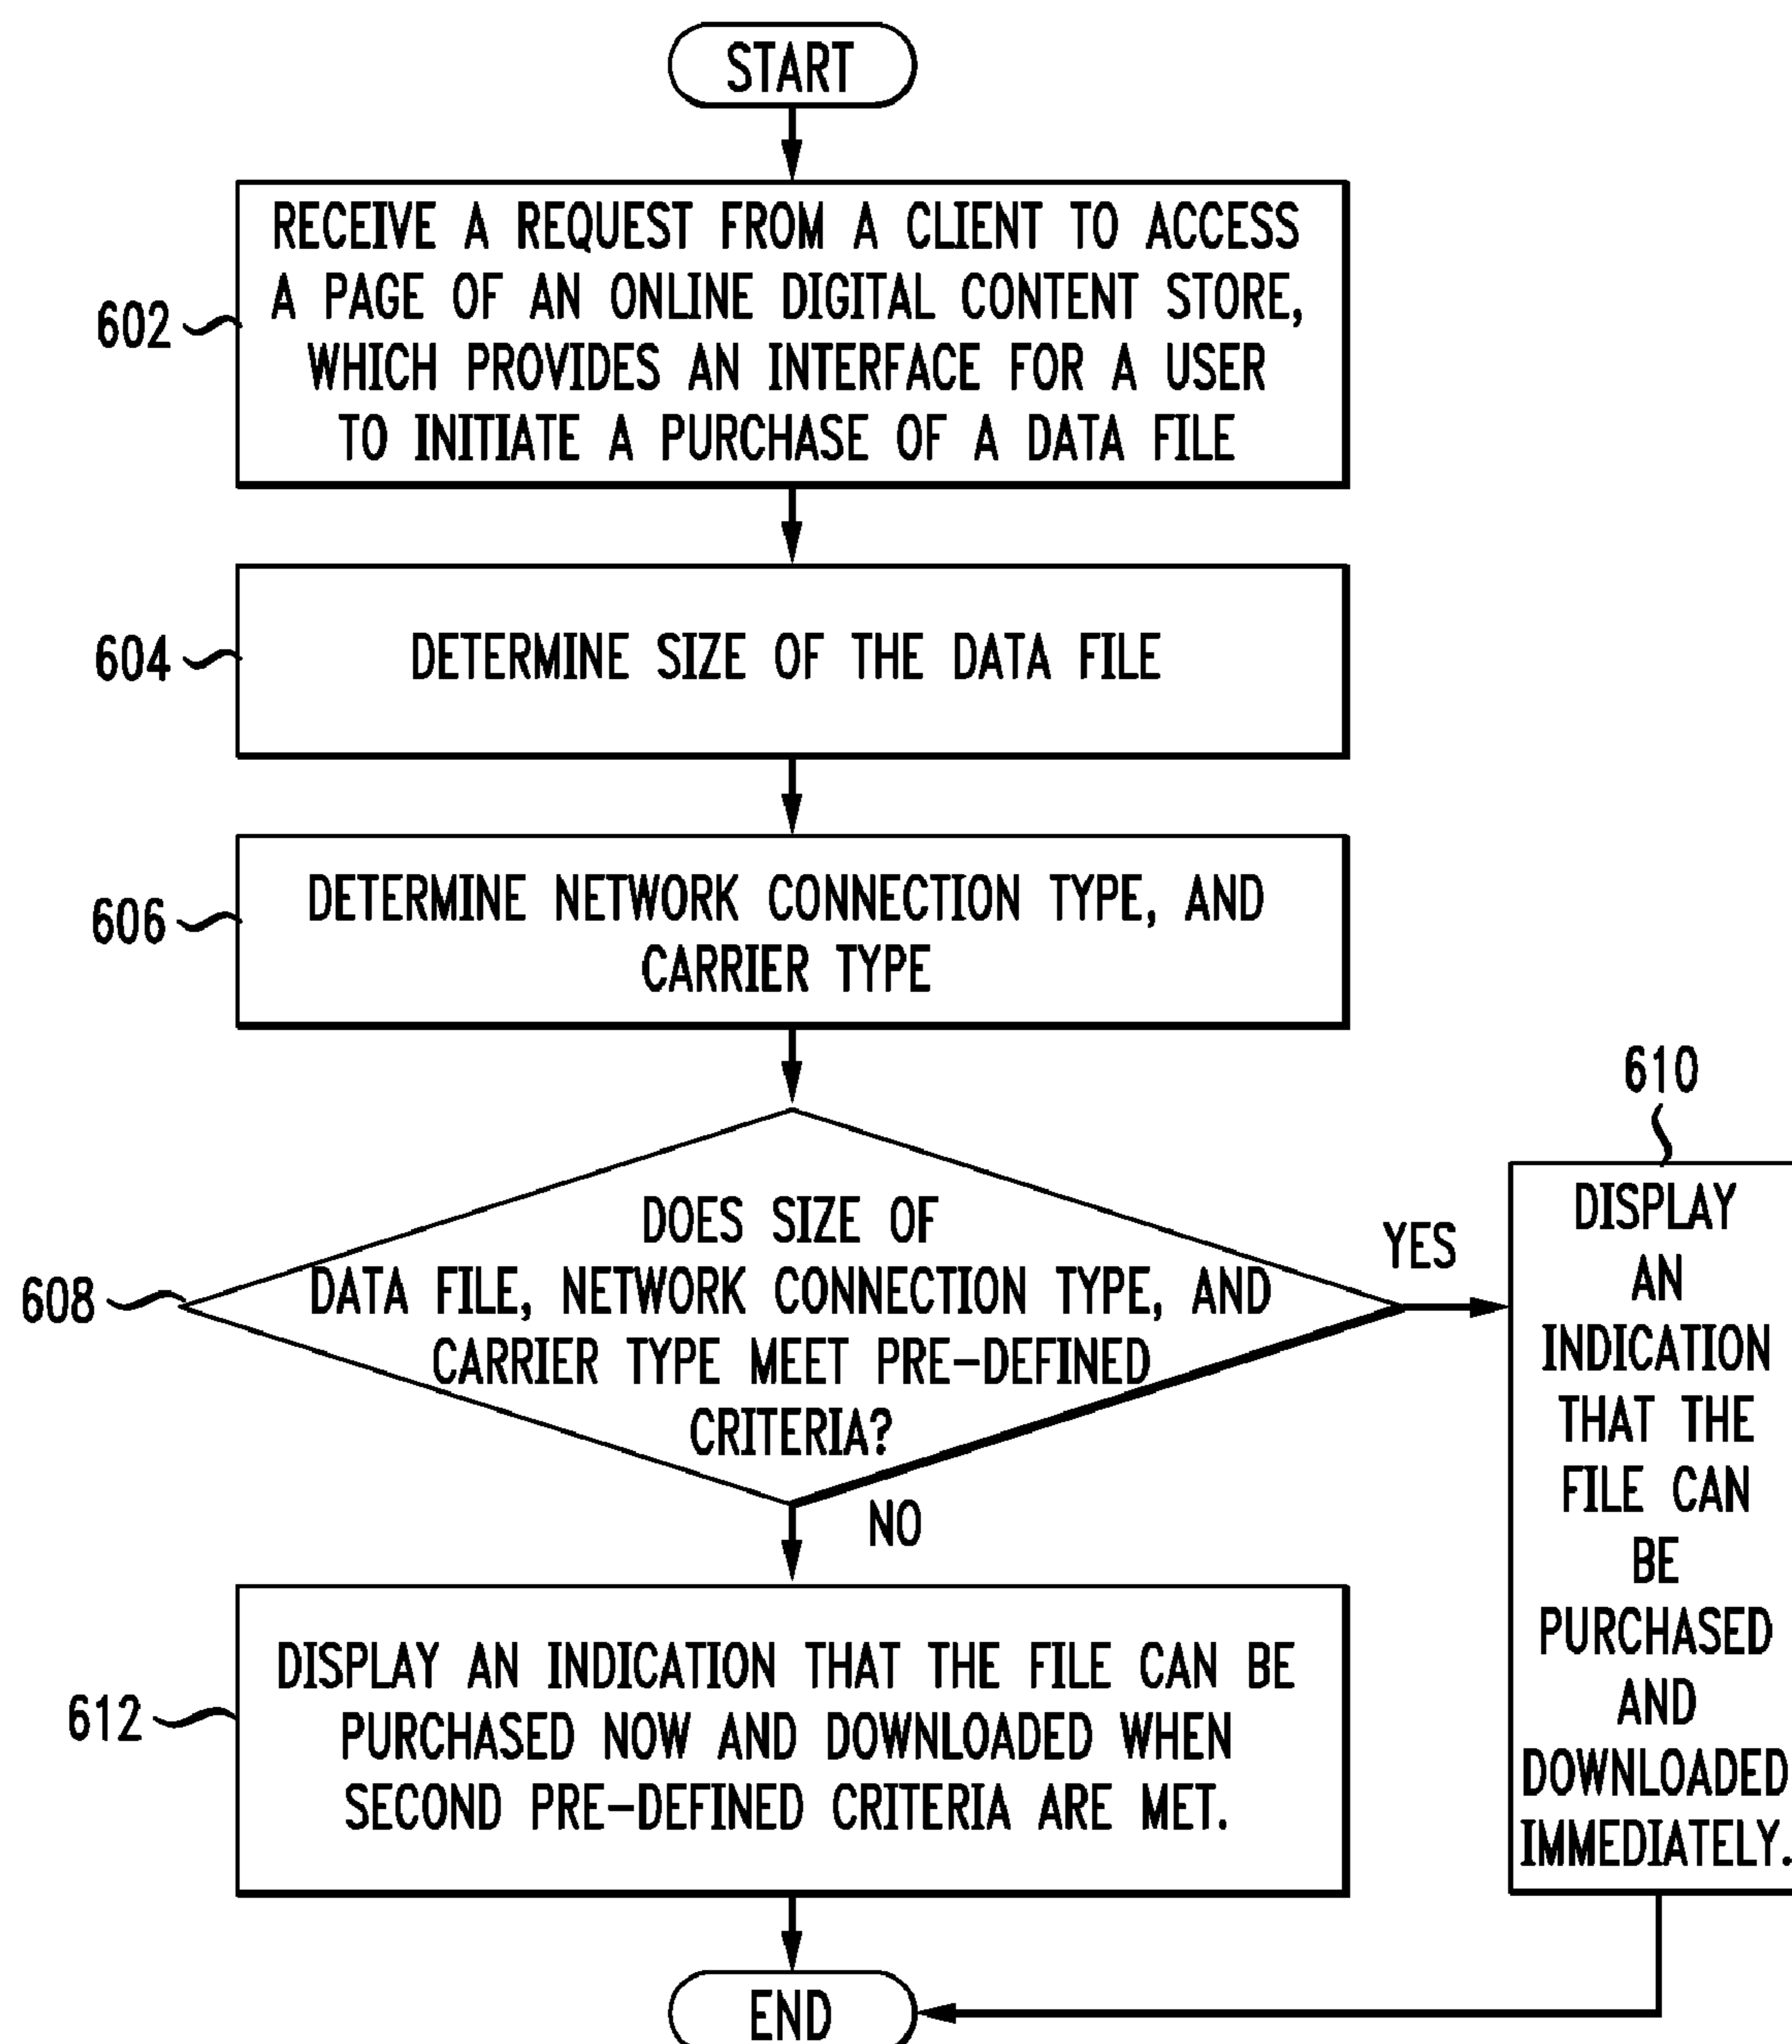 START
RECEIVE A REQUEST FROM A CLIENT TO ACCESS
A PAGE OF AN ONLINE DIGITAL CONTENT STORE,
WHICH PROVIDES AN INTERFACE FOR A USER
TO INITIATE A PURCHASE OF A DATA FILE
602
DETERMINE SIZE OF THE DATA FILE
604
DETERMINE NETWORK CONNECTION TYPE, AND
CARRIER TYPE
606
DOES SIZE OF
DATA FILE, NETWORK CONNECTION TYPE, AND
CARRIER TYPE MEET PRE-DEFINED
CRITERIA?
608
YES
610
DISPLAY
AN
INDICATION
THAT THE
FILE CAN
BE
PURCHASED
AND
DOWNLOADED
IMMEDIATELY.
NO
DISPLAY AN INDICATION THAT THE FILE CAN BE
PURCHASED NOW AND DOWNLOADED WHEN
SECOND PRE-DEFINED CRITERIA ARE MET.
612
END